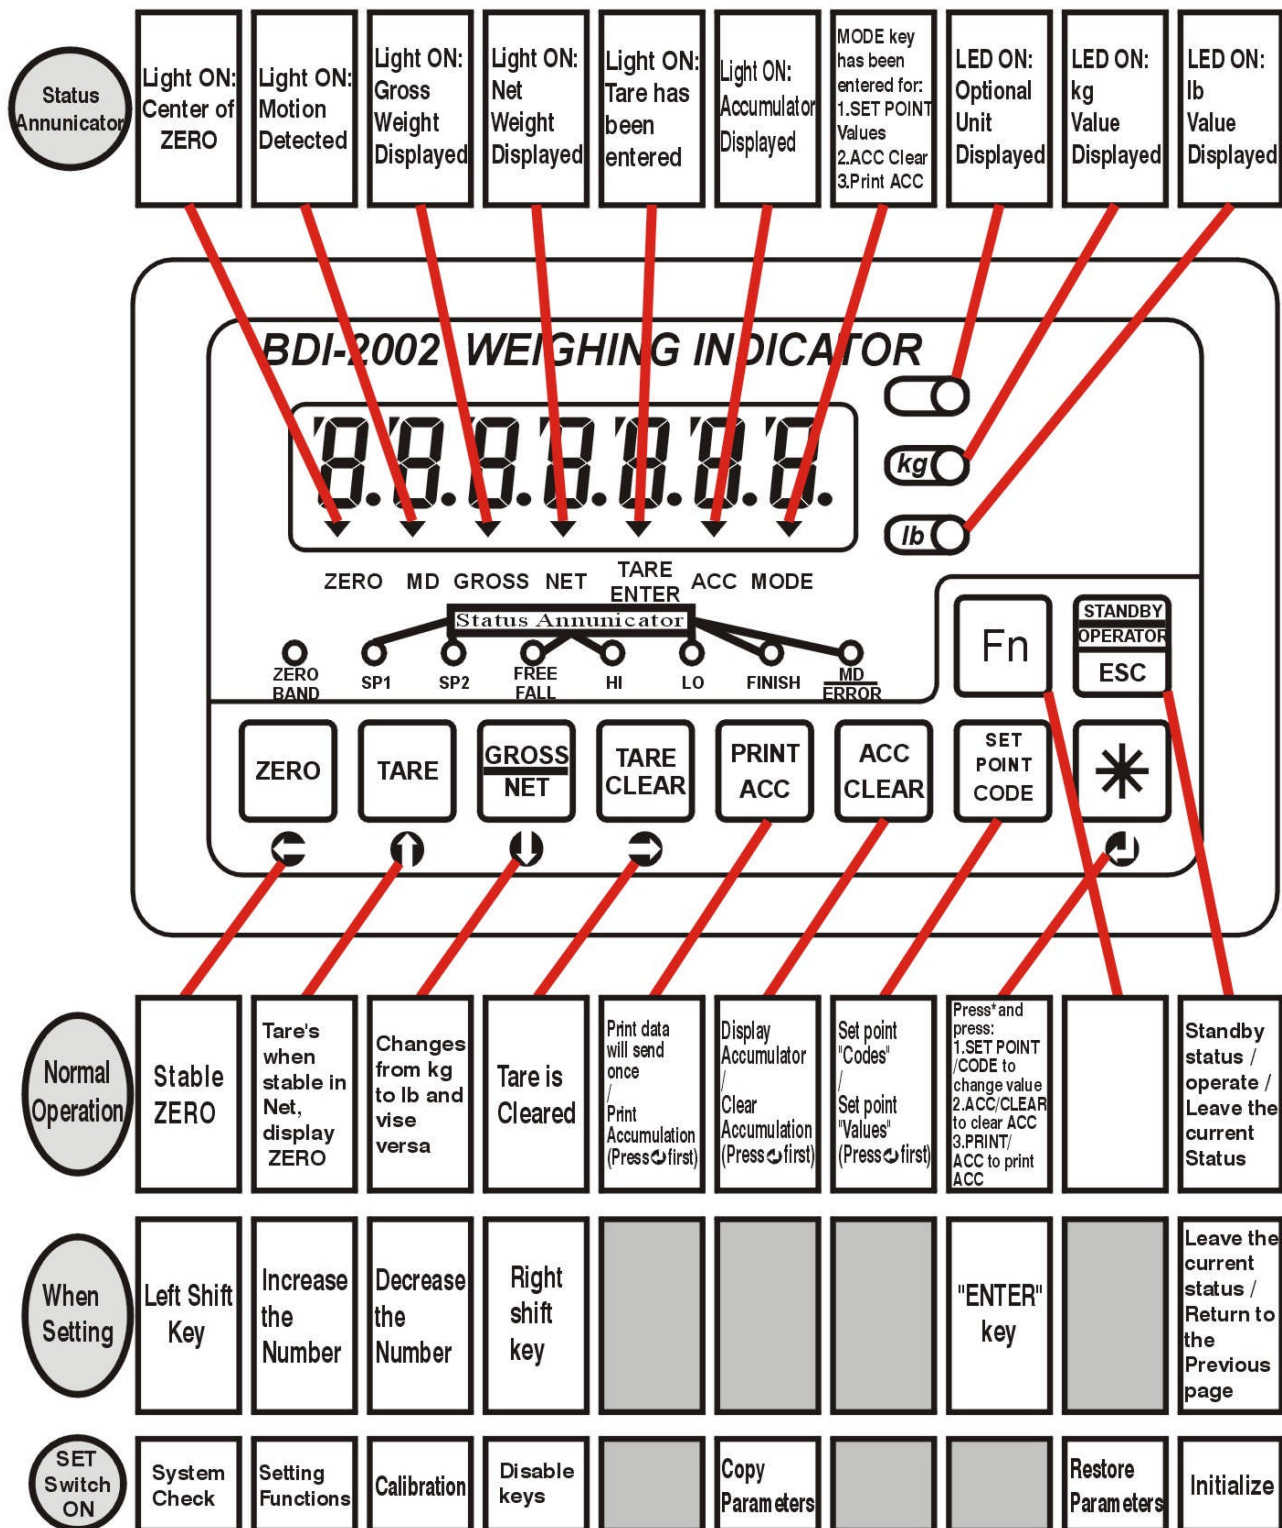 Status
Annunicator
Light ON:
Center of
ZERO
Light ON:
Motion
Detected
Light ON:
Gross
Weight
Displayed
Light ON:
Net
Weight
Displayed
Light ON:
Tare has
been
entered
Light ON:
Accumulator
Displayed
MODE key
has been
entered for:
1.SET POINT
Values
2.ACC Clear
3.Print ACC
LED ON:
Optional
Unit
Displayed
LED ON:
kg
Value
Displayed
LED ON:
lb
Value
Displayed
BDI-2002 WEIGHING INDICATOR
kg
lb
ZERO MD GROSS NET TARE ENTER ACC MODE
Status Annunicator
ZERO
BAND
SP1
SP2
FREE
FALL
HI
LO
FINISH
MD
ERROR
Fn
STANDBY
OPERATOR
ESC
ZERO
TARE
GROSS
NET
TARE
CLEAR
PRINT
ACC
ACC
CLEAR
SET
POINT
CODE
Normal
Operation
Stable
ZERO
Tare's
when
stable in
Net,
display
ZERO
Changes
from kg
to lb and
vise
versa
Tare is
Cleared
Print data
will send
once
/
Print
Accumulation
(Press↵first)
Display
Accumulator
/
Clear
Accumulation
(Press↵first)
Set point
"Codes"
/
Set point
"Values"
(Press↵first)
Press* and
press:
1.SET POINT
/CODE to
change value
2.ACC/CLEAR
to clear ACC
3.PRINT/
ACC to print
ACC
Standby
status /
operate /
Leave the
current
Status
When
Setting
Left Shift
Key
Increase
the
Number
Decrease
the
Number
Right
shift
key
"ENTER"
key
Leave the
current
status /
Return to
the
Previous
page
SET
Switch
ON
System
Check
Setting
Functions
Calibration
Disable
keys
Copy
Parameters
Restore
Parameters
Initialize